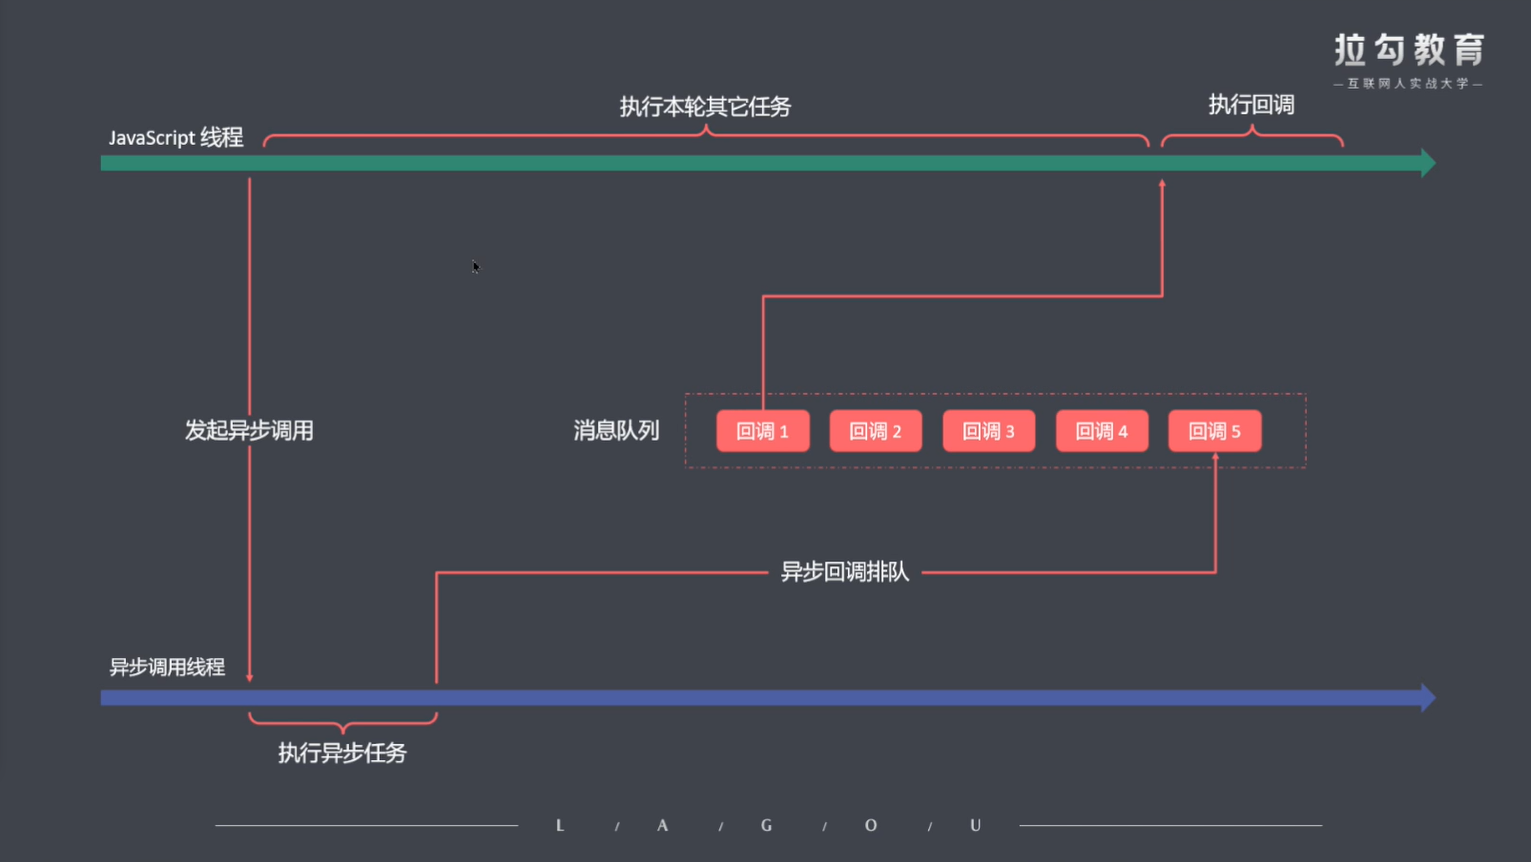 拉勾教育
—互联网人实战大学—
执行本轮其它任务
执行回调
JavaScript 线程
发起异步调用
消息队列
回调 1
回调 2
回调 3
回调 4
回调 5
异步回调排队
异步调用线程
执行异步任务
L / A / G / O / U